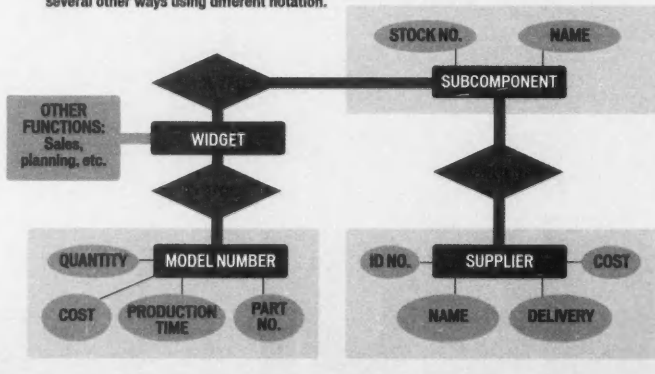 several other ways using different notation.
STOCK NO.
NAME
SUBCOMPONENT
OTHER
FUNCTIONS:
Sales,
planning, etc.
WIDGET
QUANTITY
MODEL NUMBER
COST
PRODUCTION
TIME
PART
NO.
ID NO.
SUPPLIER
COST
NAME
DELIVERY